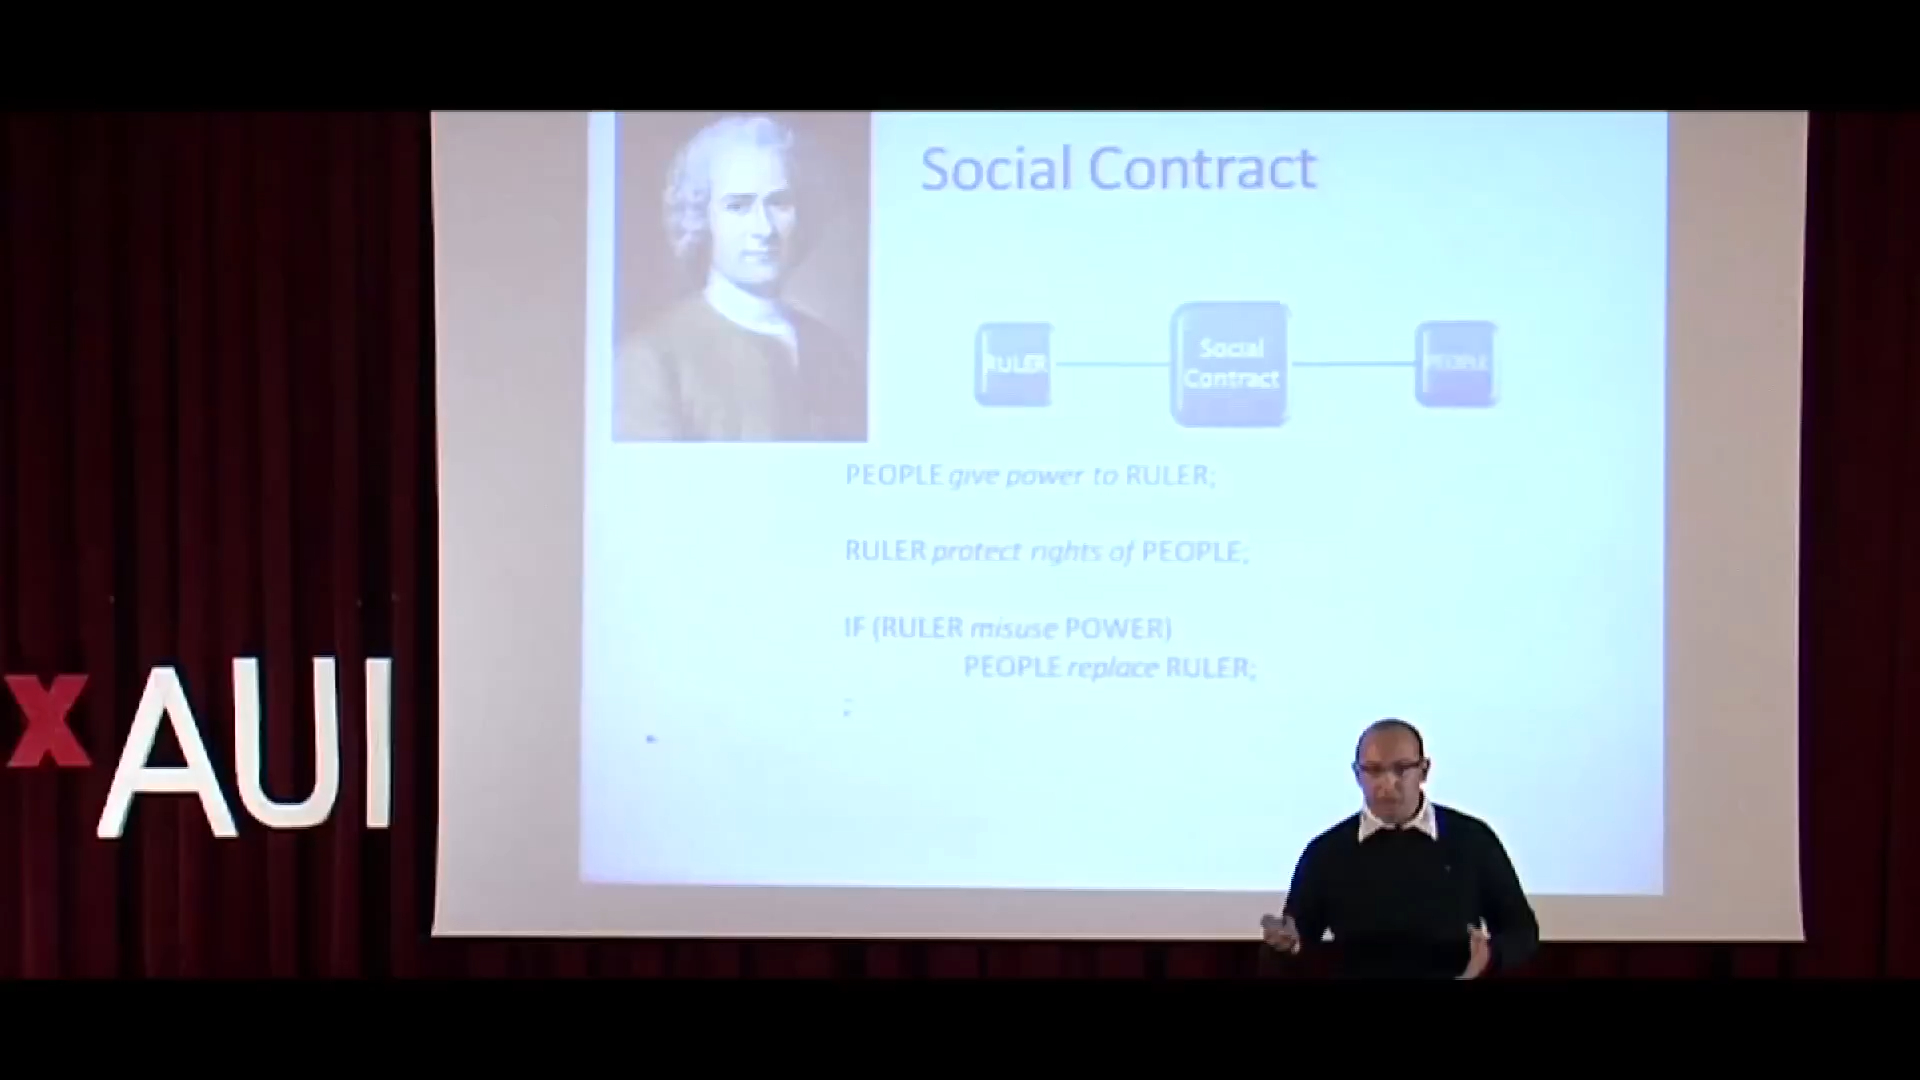 Social Contract
RULER
Social
Contract
PEOPLE
PEOPLE give power to RULER;
RULER protect rights of PEOPLE;
IF (RULER misuse POWER)
PEOPLE replace RULER;
;
xAUI